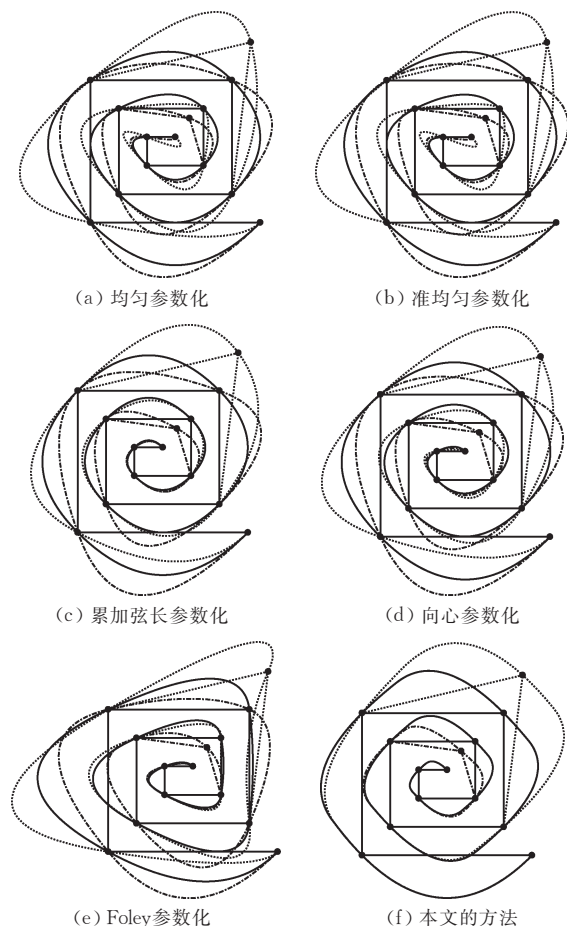 (a) 均匀参数化
(b) 准均匀参数化
(c) 累加弦长参数化
(d) 向心参数化
(e) Foley参数化
(f) 本文的方法